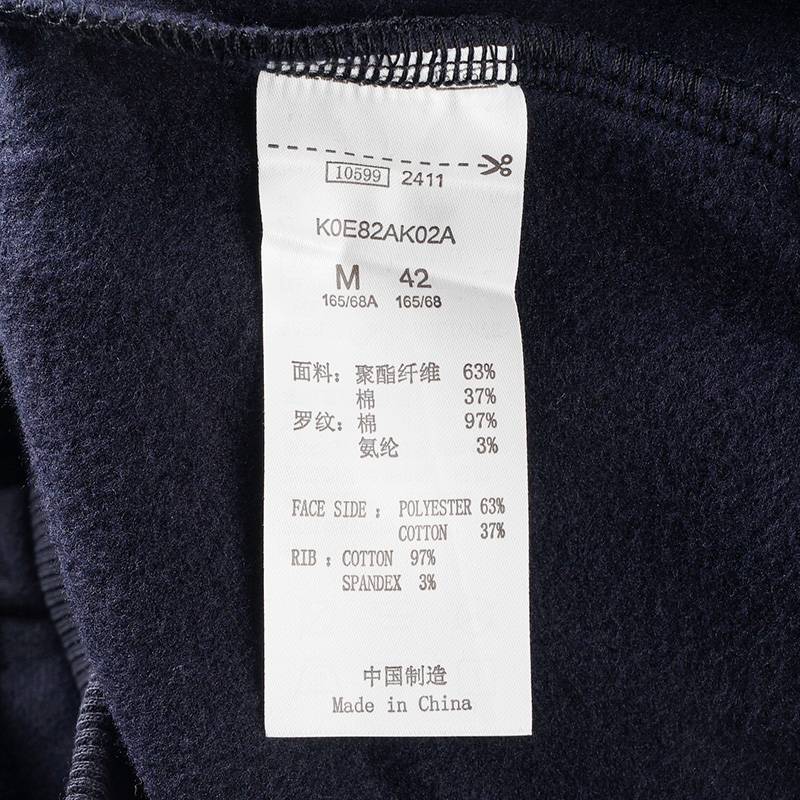 10599 2411
K0E82AK02A
M 42
165/68A 165/68
面料：聚酯纤维 63%
棉 37%
罗纹：棉 97%
氨纶 3%
FACE SIDE : POLYESTER 63%
COTTON 37%
RIB : COTTON 97%
SPANDEX 3%
中国制造
Made in China